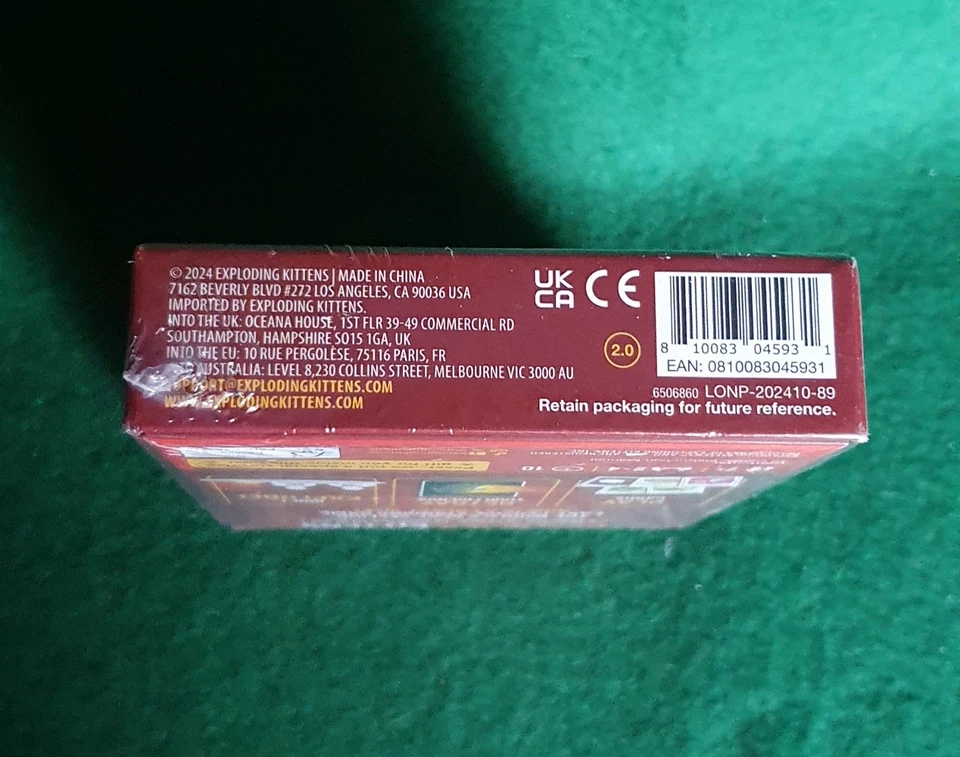 © 2024 EXPLODING KITTENS | MADE IN CHINA
7162 BEVERLY BLVD #272 LOS ANGELES, CA 90036 USA
IMPORTED BY EXPLODING KITTENS.
INTO THE UK: OCEANA HOUSE, 1ST FLR 39-49 COMMERCIAL RD
SOUTHAMPTON, HAMPSHIRE SO15 1GA, UK
INTO THE EU: 10 RUE PERGOLÈSE, 75116 PARIS, FR
AUSTRALIA: LEVEL 8,230 COLLINS STREET, MELBOURNE VIC 3000 AU
SUPPORT@EXPLODINGKITTENS.COM
WWW.EXPLODINGKITTENS.COM
UK
CA
CE
2.0
8 10083 04593 1
EAN: 0810083045931
6506860 LONP-202410-89
Retain packaging for future reference.
10